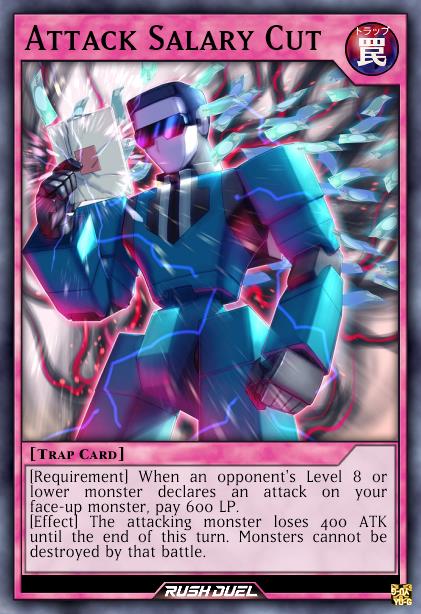 Attack Salary Cut
トラップ
罠
[Trap Card]
[Requirement] When an opponent's Level 8 or
lower monster declares an attack on your
face-up monster, pay 600 LP.
[Effect] The attacking monster loses 400 ATK
until the end of this turn. Monsters cannot be
destroyed by that battle.
RUSH DUEL